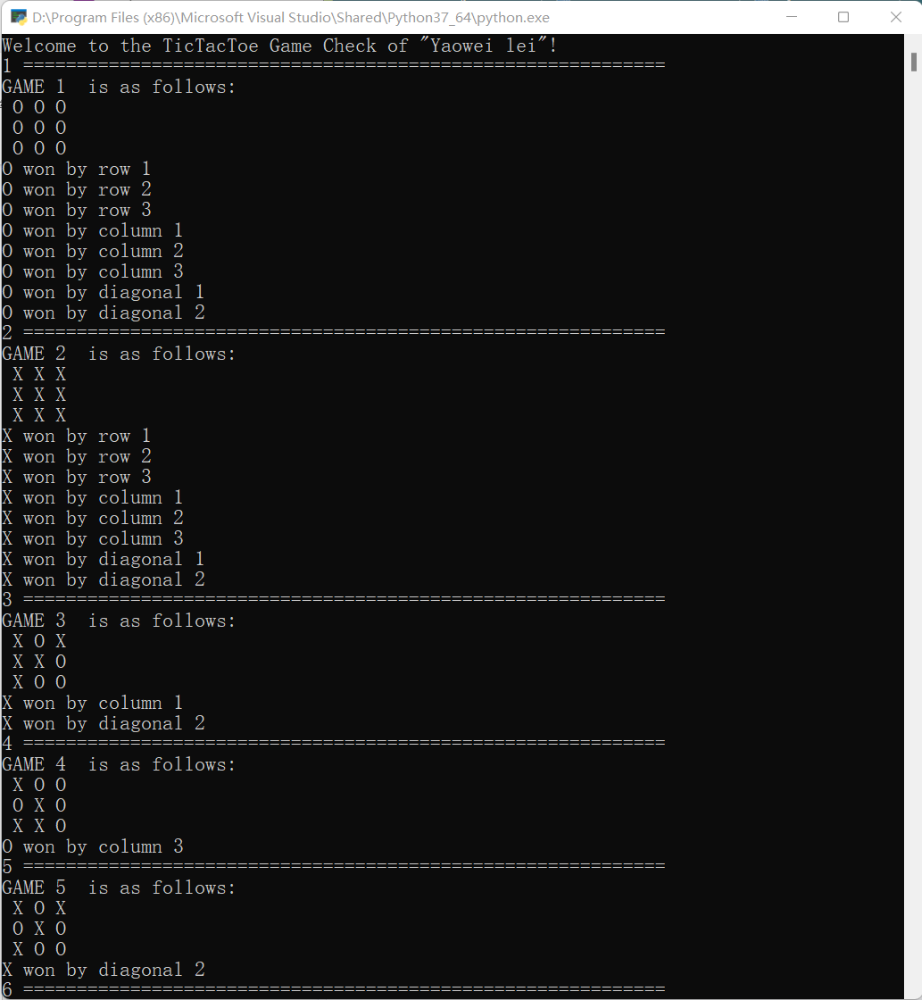 D:\Program Files (x86)\Microsoft Visual Studio\Shared\Python37_64\python.exe
Welcome to the TicTacToe Game Check of "Yaowei lei"!
1 ============================================================
GAME 1  is as follows:
 O O O
 O O O
 O O O
O won by row 1
O won by row 2
O won by row 3
O won by column 1
O won by column 2
O won by column 3
O won by diagonal 1
O won by diagonal 2
2 ============================================================
GAME 2  is as follows:
 X X X
 X X X
 X X X
X won by row 1
X won by row 2
X won by row 3
X won by column 1
X won by column 2
X won by column 3
X won by diagonal 1
X won by diagonal 2
3 ============================================================
GAME 3  is as follows:
 X O X
 X X O
 X O O
X won by column 1
X won by diagonal 2
4 ============================================================
GAME 4  is as follows:
 X O O
 O X O
 X X O
O won by column 3
5 ============================================================
GAME 5  is as follows:
 X O X
 O X O
 X O O
X won by diagonal 2
6 ============================================================